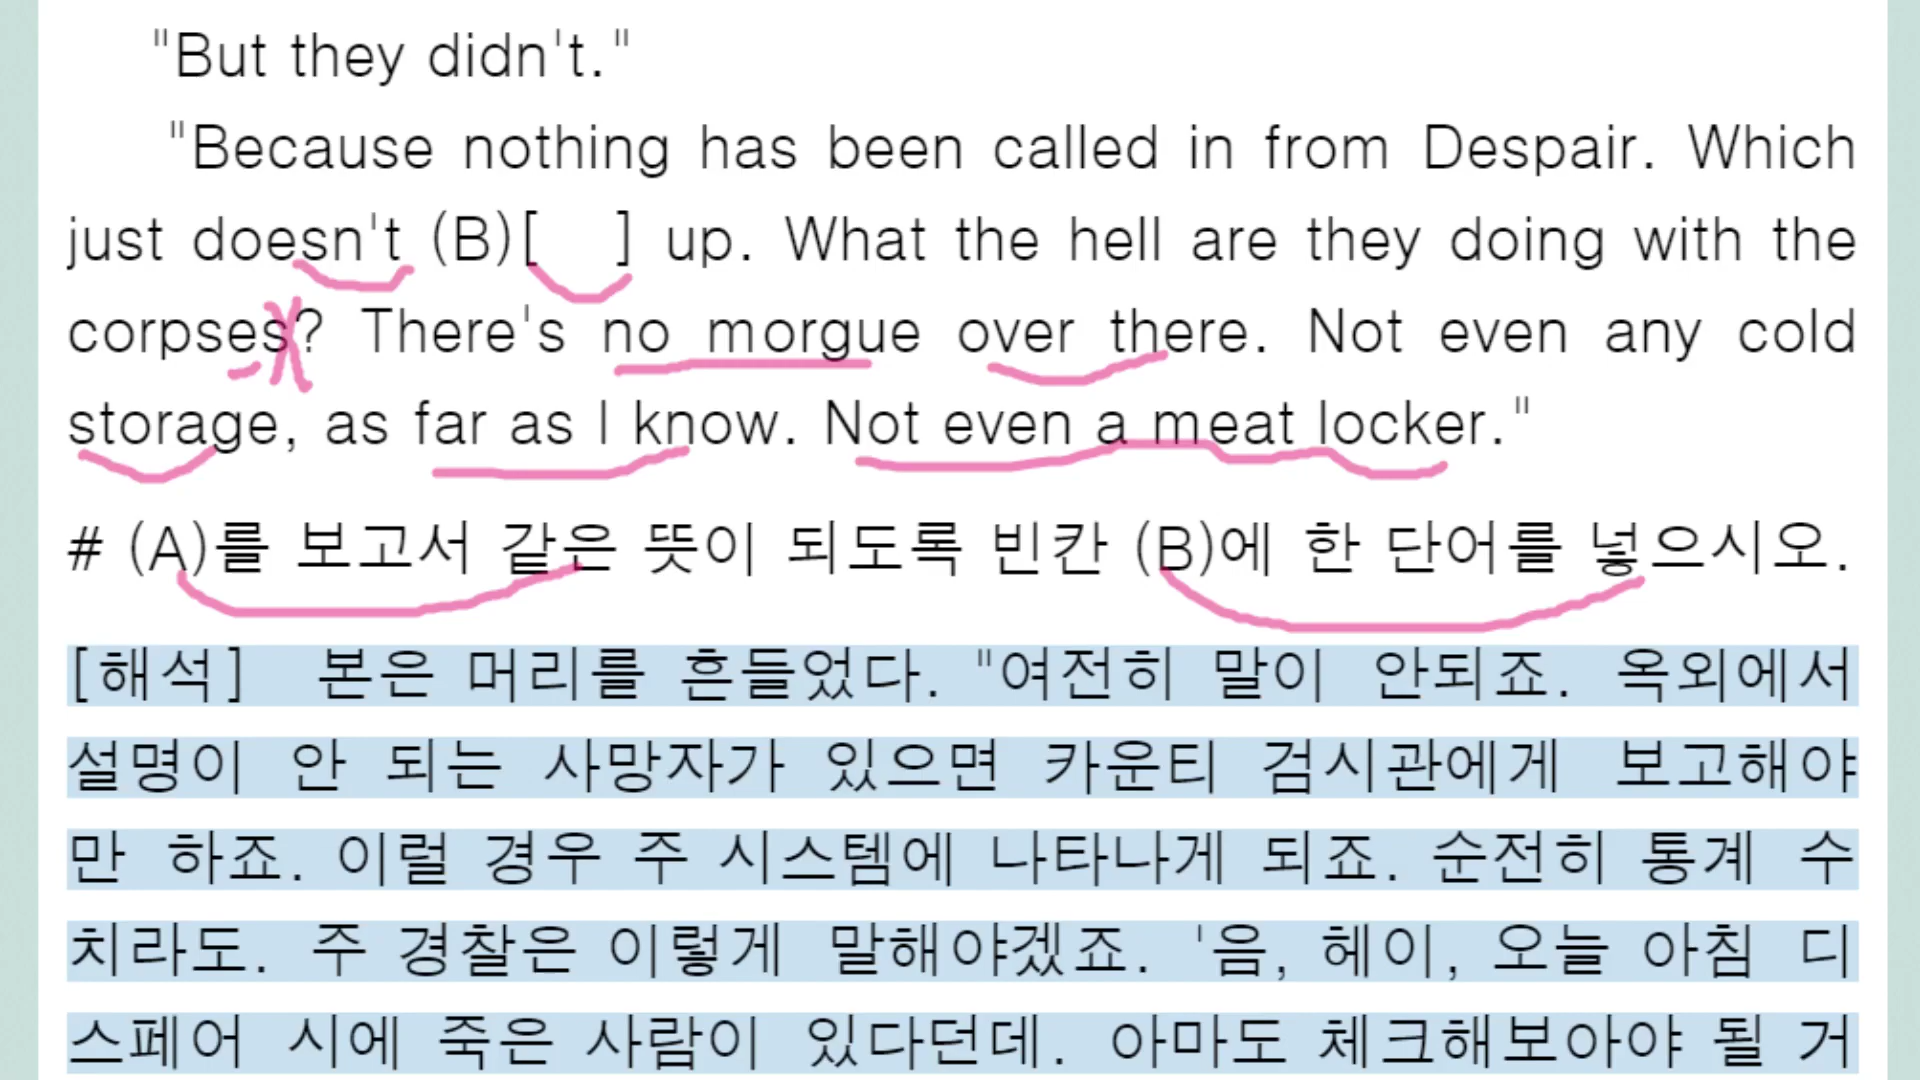 "But they didn't."
"Because nothing has been called in from Despair. Which
just doesn't (B)[ ] up. What the hell are they doing with the
corpses? There's no morgue over there. Not even any cold
storage, as far as I know. Not even a meat locker."
# (A)를 보고서 같은 뜻이 되도록 빈칸 (B)에 한 단어를 넣으시오.
[해석] 본은 머리를 흔들었다. "여전히 말이 안되죠. 옥외에서
설명이 안 되는 사망자가 있으면 카운티 검시관에게 보고해야
만 하죠. 이럴 경우 주 시스템에 나타나게 되죠. 순전히 통계 수
치라도. 주 경찰은 이렇게 말해야겠죠. '음, 헤이, 오늘 아침 디
스페어 시에 죽은 사람이 있다던데. 아마도 체크해보아야 될 거